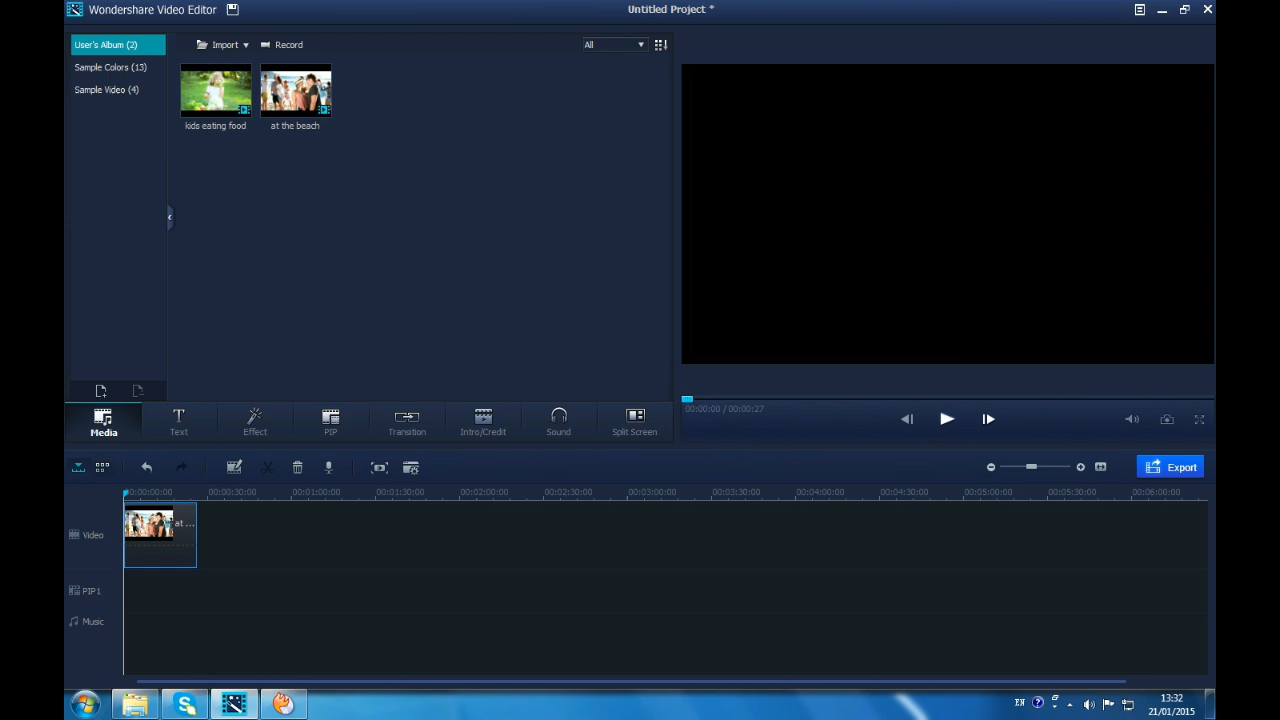 Wondershare Video Editor
Untitled Project *
User's Album (2)
Import
Record
All
Sample Colors (13)
Sample Video (4)
kids eating food
at the beach
00:00:00 / 00:00:27
Media
Text
Effect
PIP
Transition
Intro/Credit
Sound
Split Screen
Export
00:00:00:00 00:00:30:00 00:01:00:00 00:01:30:00 00:02:00:00 00:02:30:00 00:03:00:00 00:03:30:00 00:04:00:00 00:04:30:00 00:05:00:00 00:05:30:00 00:06:00:00
at ...
Video
PIP1
Music
EN
13:32
21/01/2015